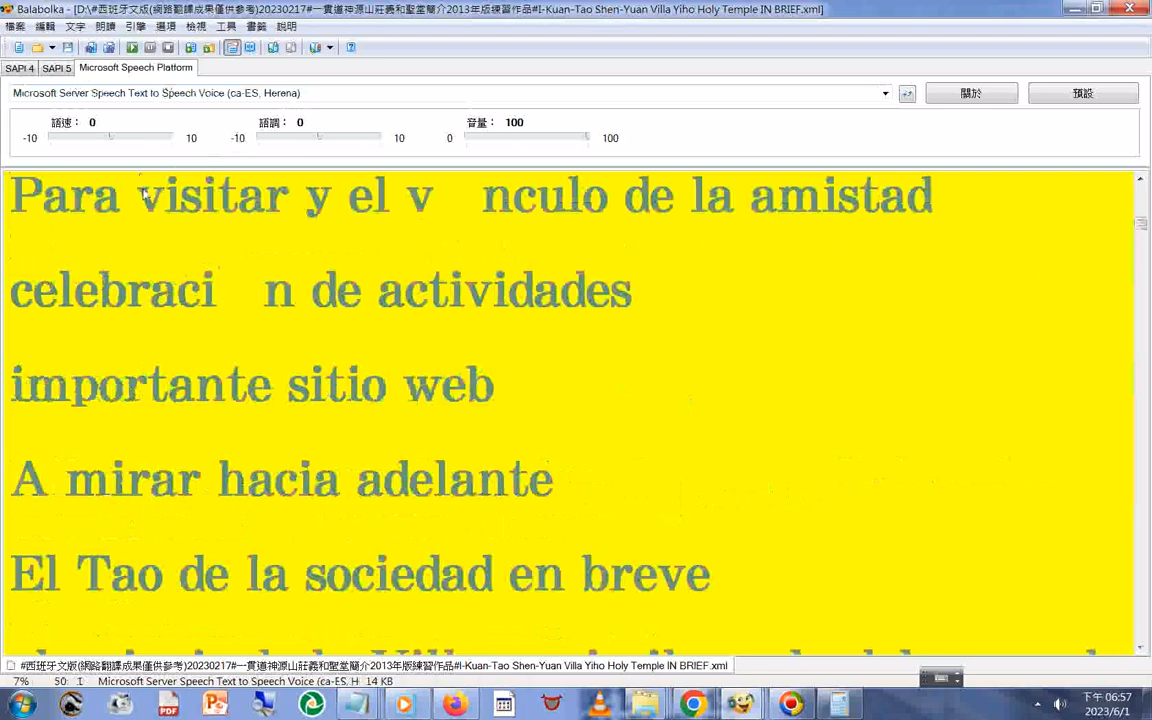 Balabolka - [D:\#西班牙文版(網路翻譯成果僅供參考)20230217#一貫道神源山莊義和聖堂簡介2013年版練習作品#I-Kuan-Tao Shen-Yuan Villa Yiho Holy Temple IN BRIEF.xml]
檔案 編輯 文字 朗讀 引擎 選項 檢視 工具 書籤 說明
SAPI 4 SAPI 5 Microsoft Speech Platform
Microsoft Server Speech Text to Speech Voice (ca-ES, Herena) 關於 預設
語速： 0 語調： 0 音量： 100
-10 10 -10 10 0 100
Para visitar y el v nculo de la amistad
celebraci n de actividades
importante sitio web
A mirar hacia adelante
El Tao de la sociedad en breve
#西班牙文版(網路翻譯成果僅供參考)20230217#一貫道神源山莊義和聖堂簡介2013年版練習作品#I-Kuan-Tao Shen-Yuan Villa Yiho Holy Temple IN BRIEF.xml
7% 50: 1 Microsoft Server Speech Text to Speech Voice (ca-ES, H 14 KB
下午 06:57
2023/6/1